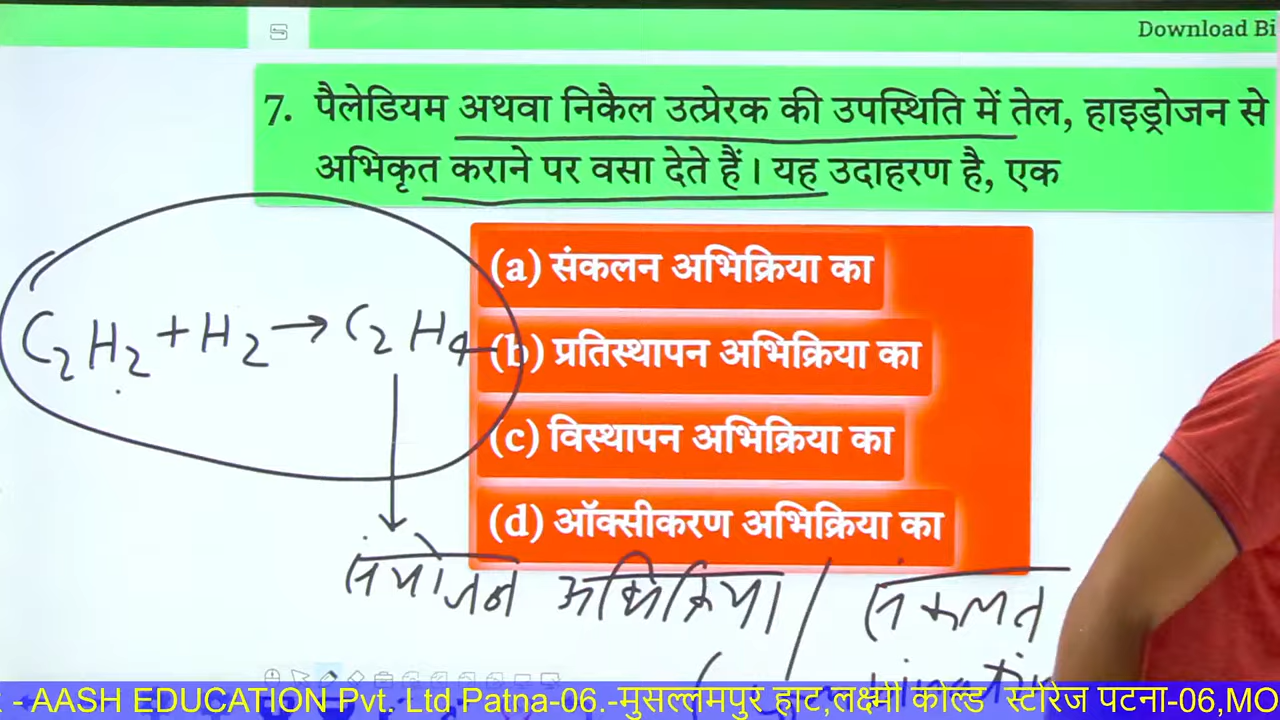 Download Bi
7. पैलेडियम अथवा निकैल उत्प्रेरक की उपस्थिति में तेल, हाइड्रोजन से
अभिकृत कराने पर वसा देते हैं। यह उदाहरण है, एक
(a) संकलन अभिक्रिया का
C2H2 + H2 → C2H4
(b) प्रतिस्थापन अभिक्रिया का
(c) विस्थापन अभिक्रिया का
(d) ऑक्सीकरण अभिक्रिया का
संयोजन अभिक्रिया / संकलन
- AASH EDUCATION Pvt. Ltd Patna-06.-मुसल्लमपुर हाट,लक्ष्मी कोल्ड स्टोरेज पटना-06,MO